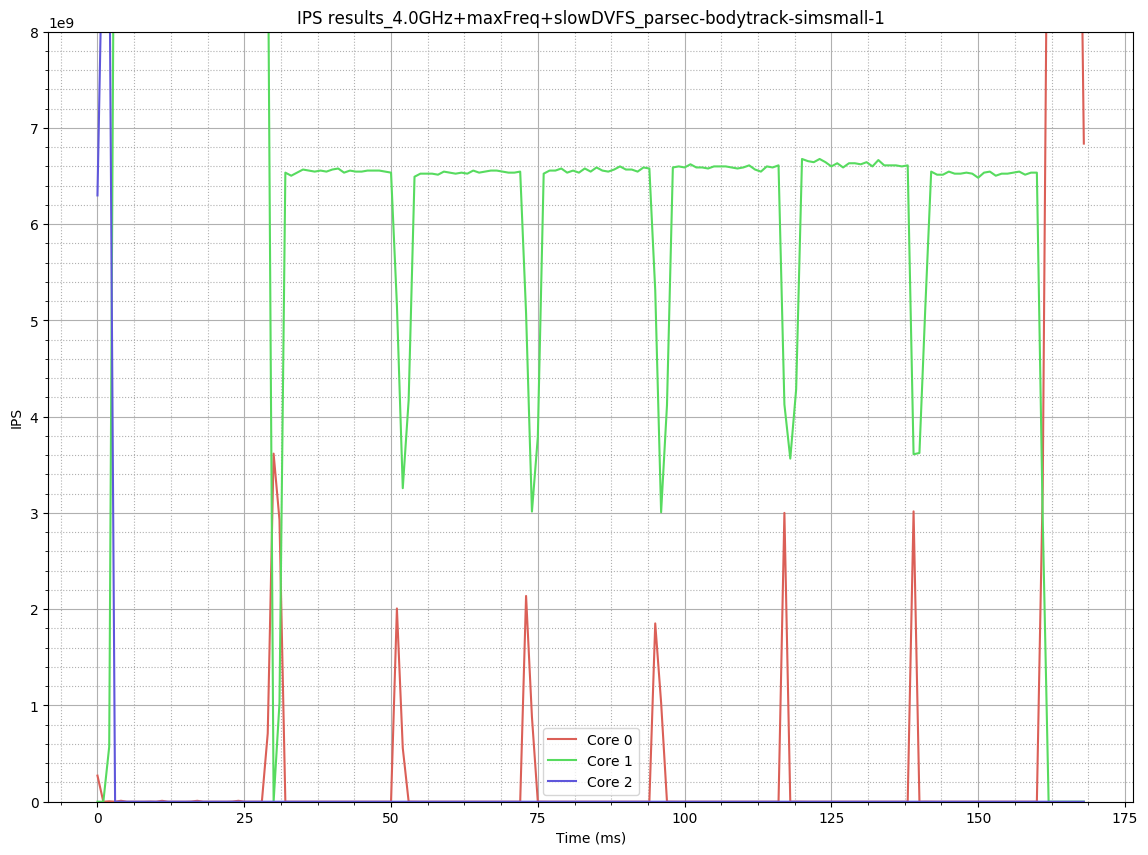 IPS results_4.0GHz+maxFreq+slowDVFS_parsec-bodytrack-simsmall-1
1e9
8
7
6
5
4
3
2
1
0
IPS
Core 0
Core 1
Core 2
0 25 50 75 100 125 150 175
Time (ms)